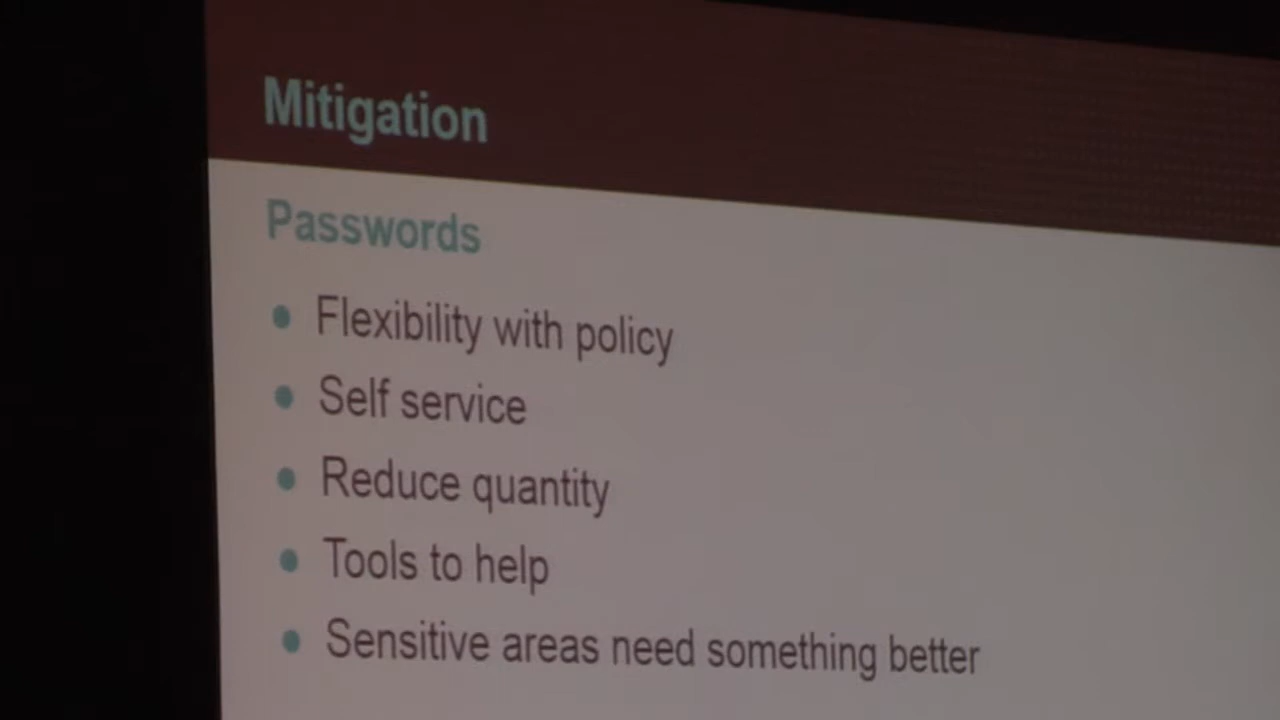 Mitigation
Passwords
Flexibility with policy
Self service
Reduce quantity
Tools to help
Sensitive areas need something better